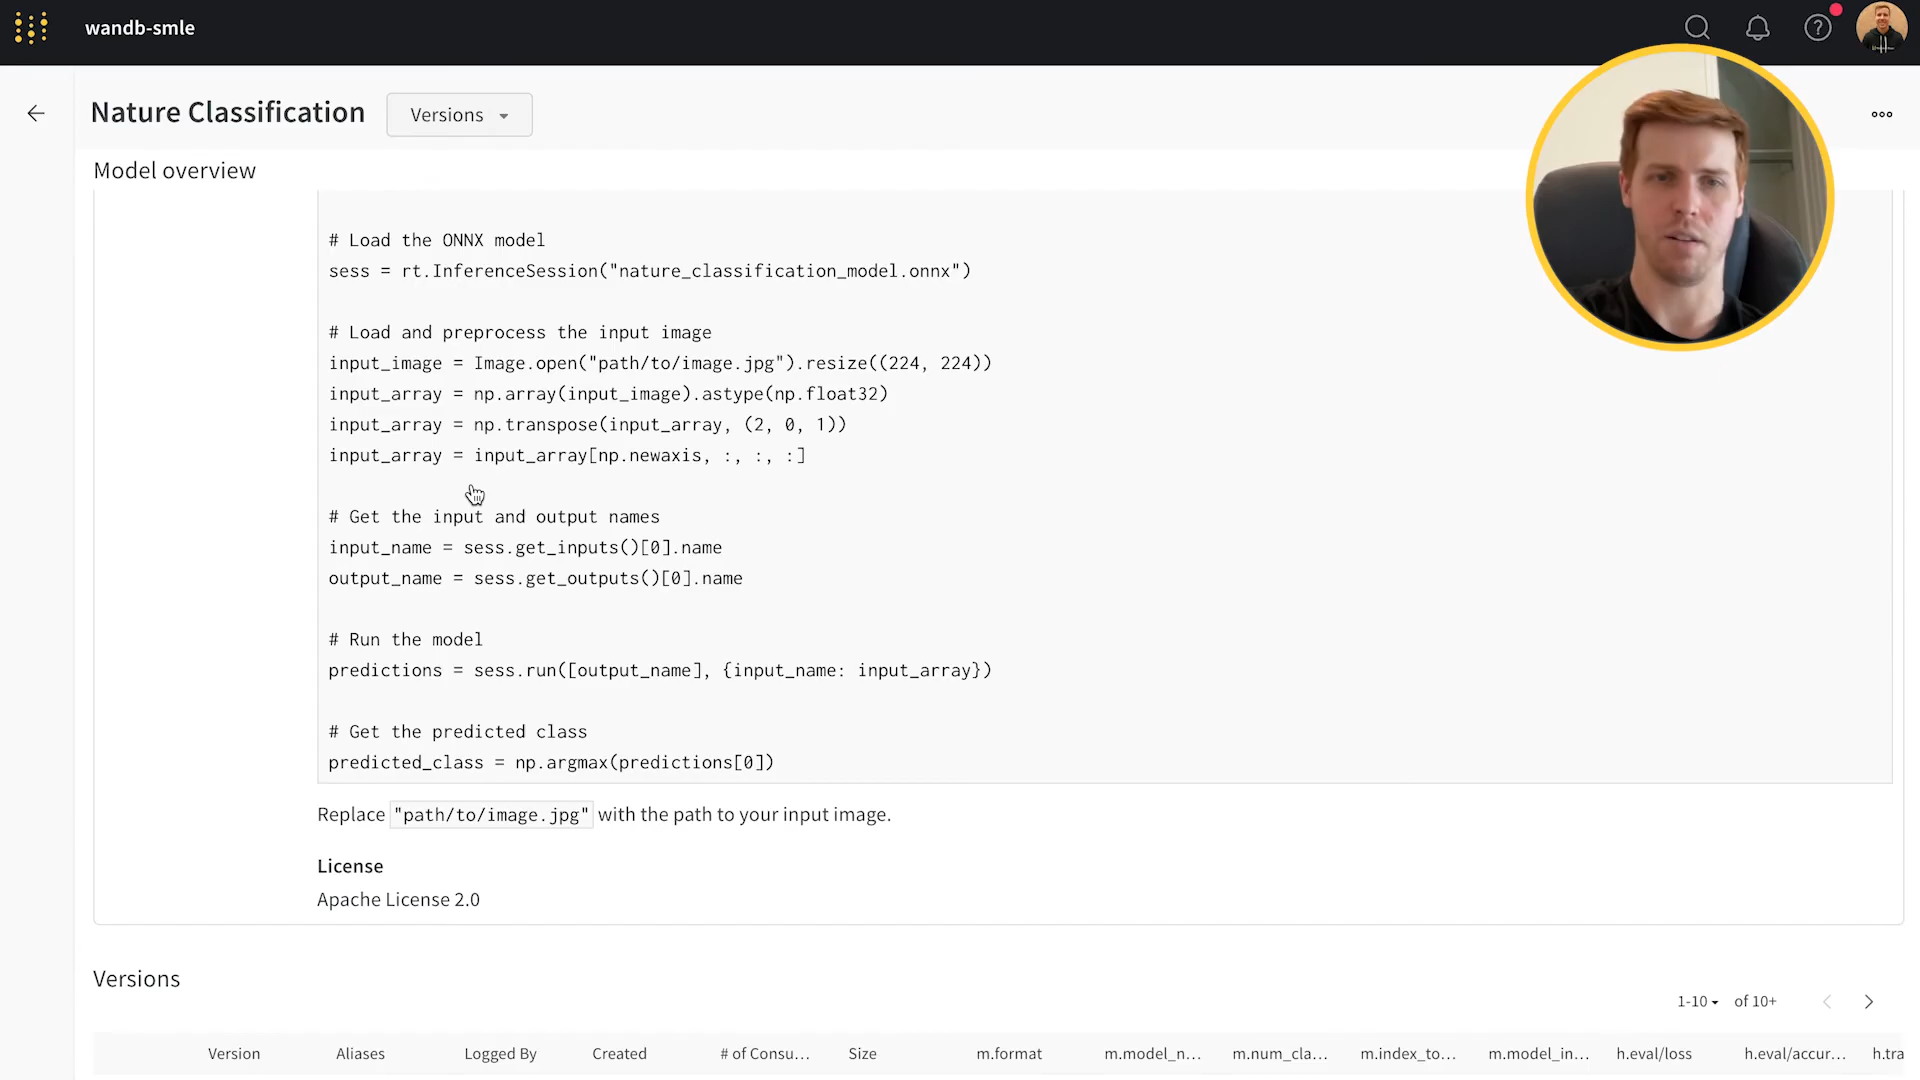 wandb-smle
Nature Classification
Versions
Model overview
# Load the ONNX model
sess = rt.InferenceSession("nature_classification_model.onnx")
# Load and preprocess the input image
input_image = Image.open("path/to/image.jpg").resize((224, 224))
input_array = np.array(input_image).astype(np.float32)
input_array = np.transpose(input_array, (2, 0, 1))
input_array = input_array[np.newaxis, :, :, :]
# Get the input and output names
input_name = sess.get_inputs()[0].name
output_name = sess.get_outputs()[0].name
# Run the model
predictions = sess.run([output_name], {input_name: input_array})
# Get the predicted class
predicted_class = np.argmax(predictions[0])
Replace "path/to/image.jpg" with the path to your input image.
License
Apache License 2.0
Versions
1-10 of 10+
Version Aliases Logged By Created # of Consu... Size m.format m.model_n... m.num_cla... m.index_to... m.model_in... h.eval/loss h.eval/accur... h.tra